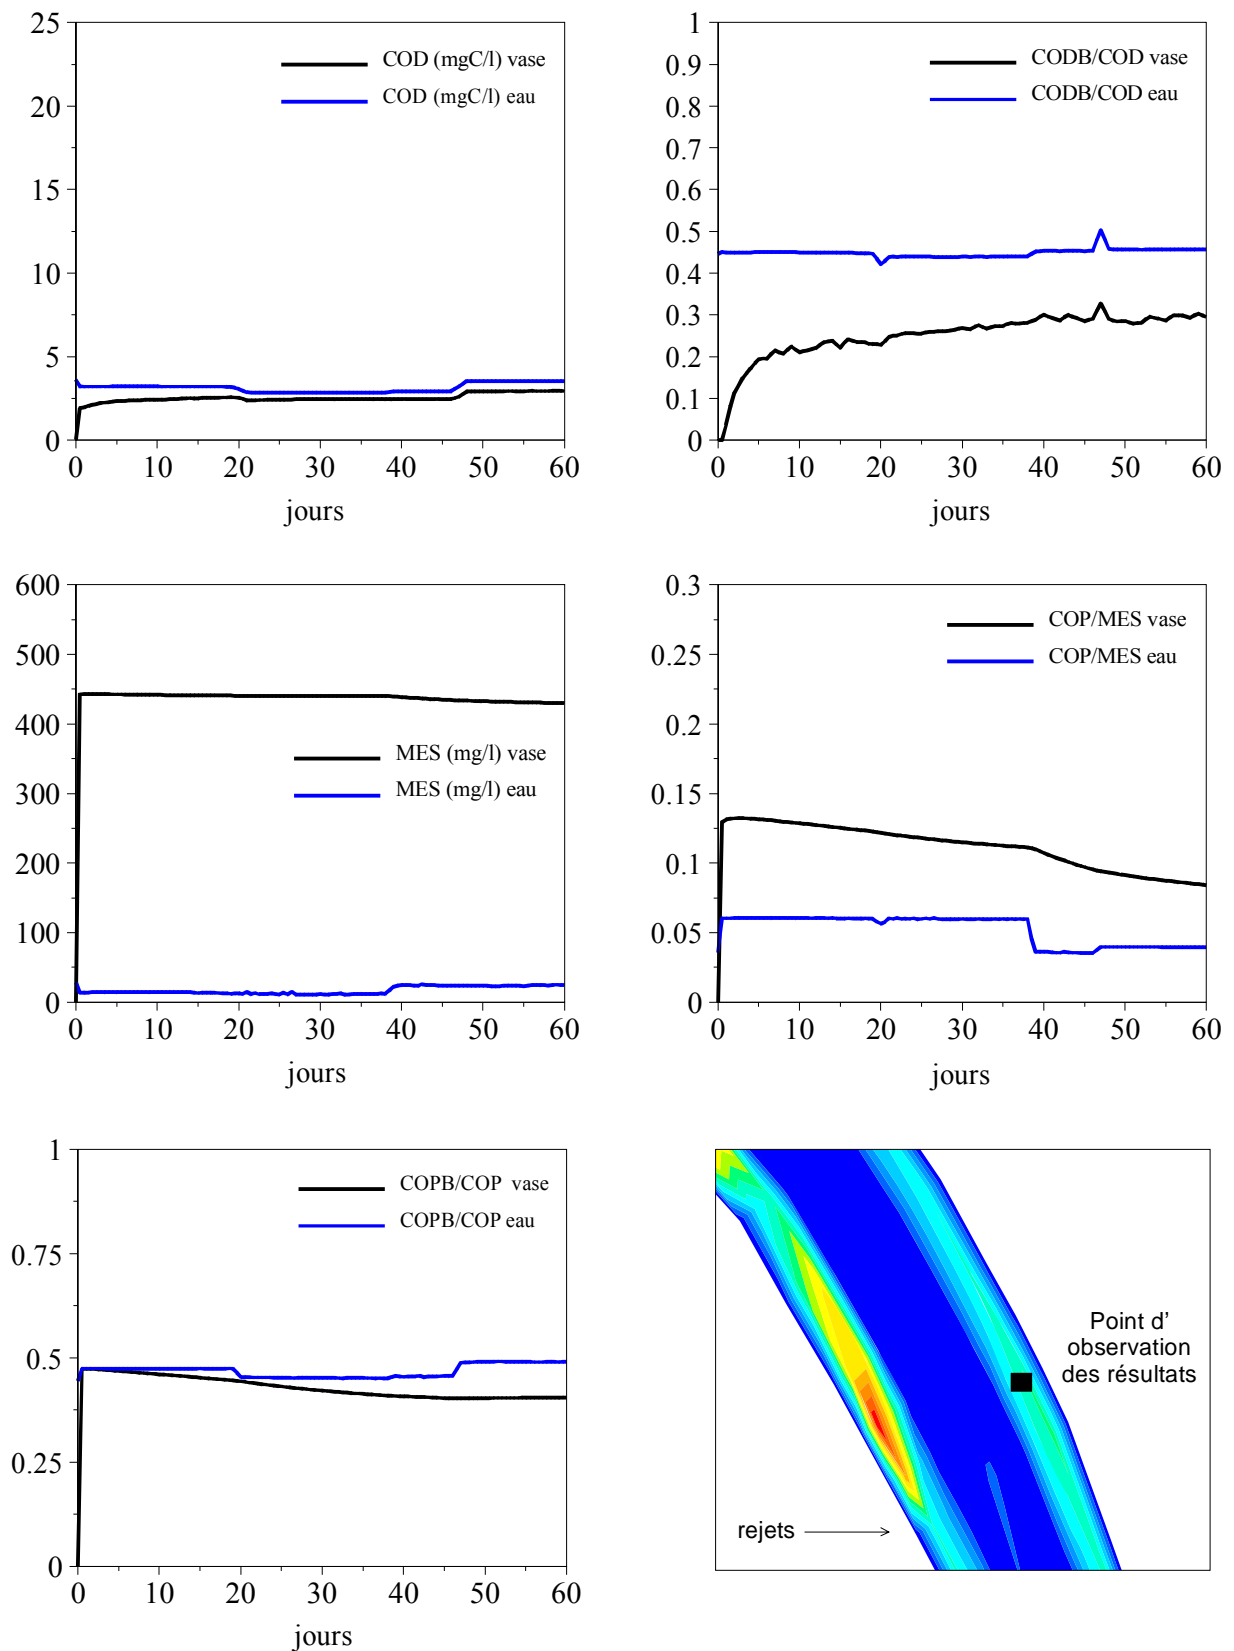 25
20
15
10
5
0
COD (mgC/l) vase
COD (mgC/l) eau
0 10 20 30 40 50 60
jours
1
0.9
0.8
0.7
0.6
0.5
0.4
0.3
0.2
0.1
0
CODB/COD vase
CODB/COD eau
0 10 20 30 40 50 60
jours
600
500
400
300
200
100
0
MES (mg/l) vase
MES (mg/l) eau
0 10 20 30 40 50 60
jours
0.3
0.25
0.2
0.15
0.1
0.05
0
COP/MES vase
COP/MES eau
0 10 20 30 40 50 60
jours
1
0.75
0.5
0.25
0
COPB/COP vase
COPB/COP eau
0 10 20 30 40 50 60
jours
Point d'
observation
des résultats
rejets